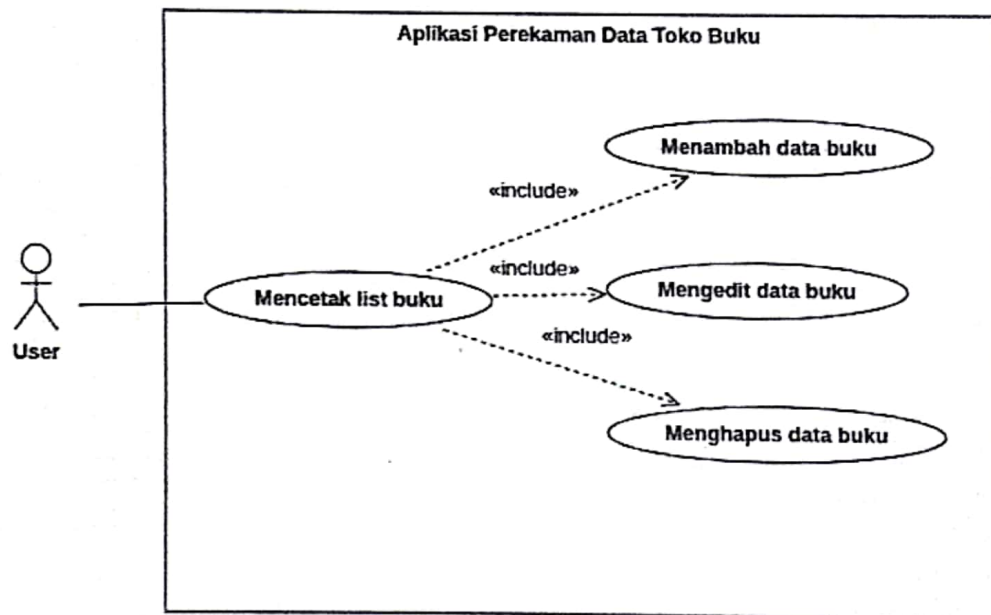 Aplikasi Perekaman Data Toko Buku
Menambah data buku
«include»
«include»
Mencetak list buku
Mengedit data buku
«include»
User
Menghapus data buku